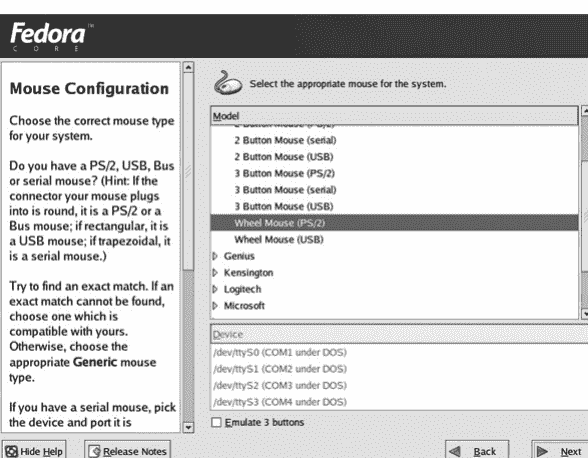 Fedora™
CORE
Mouse Configuration
Choose the correct mouse type
for your system.
Do you have a PS/2, USB, Bus
or serial mouse? (Hint: If the
connector your mouse plugs
into is round, it is a PS/2 or a
Bus mouse; if rectangular, it is
a USB mouse; if trapezoidal, it
is a serial mouse.)
Try to find an exact match. If an
exact match cannot be found,
choose one which is
compatible with yours.
Otherwise, choose the
appropriate Generic mouse
type.
If you have a serial mouse, pick
the device and port it is
Select the appropriate mouse for the system.
Model
2 Button Mouse (PS/2)
2 Button Mouse (serial)
2 Button Mouse (USB)
3 Button Mouse (PS/2)
3 Button Mouse (serial)
3 Button Mouse (USB)
Wheel Mouse (PS/2)
Wheel Mouse (USB)
Genius
Kensington
Logitech
Microsoft
Device
/dev/ttyS0 (COM1 under DOS)
/dev/ttyS1 (COM2 under DOS)
/dev/ttyS2 (COM3 under DOS)
/dev/ttyS3 (COM4 under DOS)
Emulate 3 buttons
Hide Help
Release Notes
Back
Next